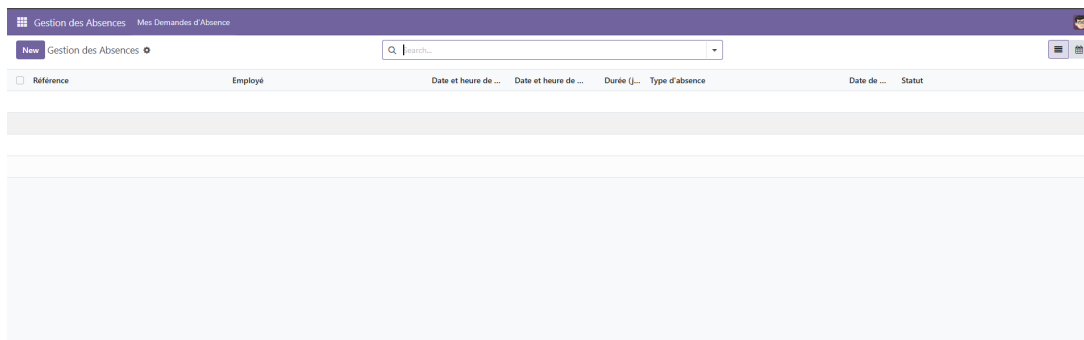 Gestion des Absences Mes Demandes d'Absence
New Gestion des Absences
Search...
Référence Employé Date et heure de ... Date et heure de ... Durée (j... Type d'absence Date de ... Statut